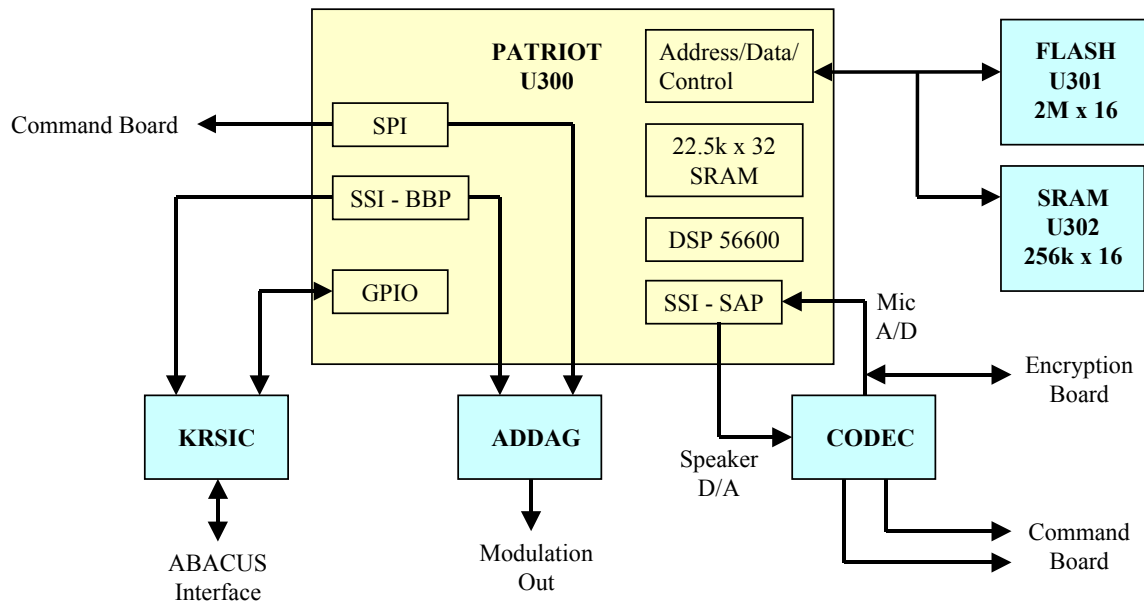 PATRIOT
U300
Address/Data/
Control
FLASH
U301
2M x 16
Command Board
SPI
22.5k x 32
SRAM
SSI - BBP
SRAM
U302
256k x 16
DSP 56600
GPIO
SSI - SAP
Mic
A/D
Encryption
Board
KRSIC
ADDAG
CODEC
Speaker
D/A
ABACUS
Interface
Modulation
Out
Command
Board